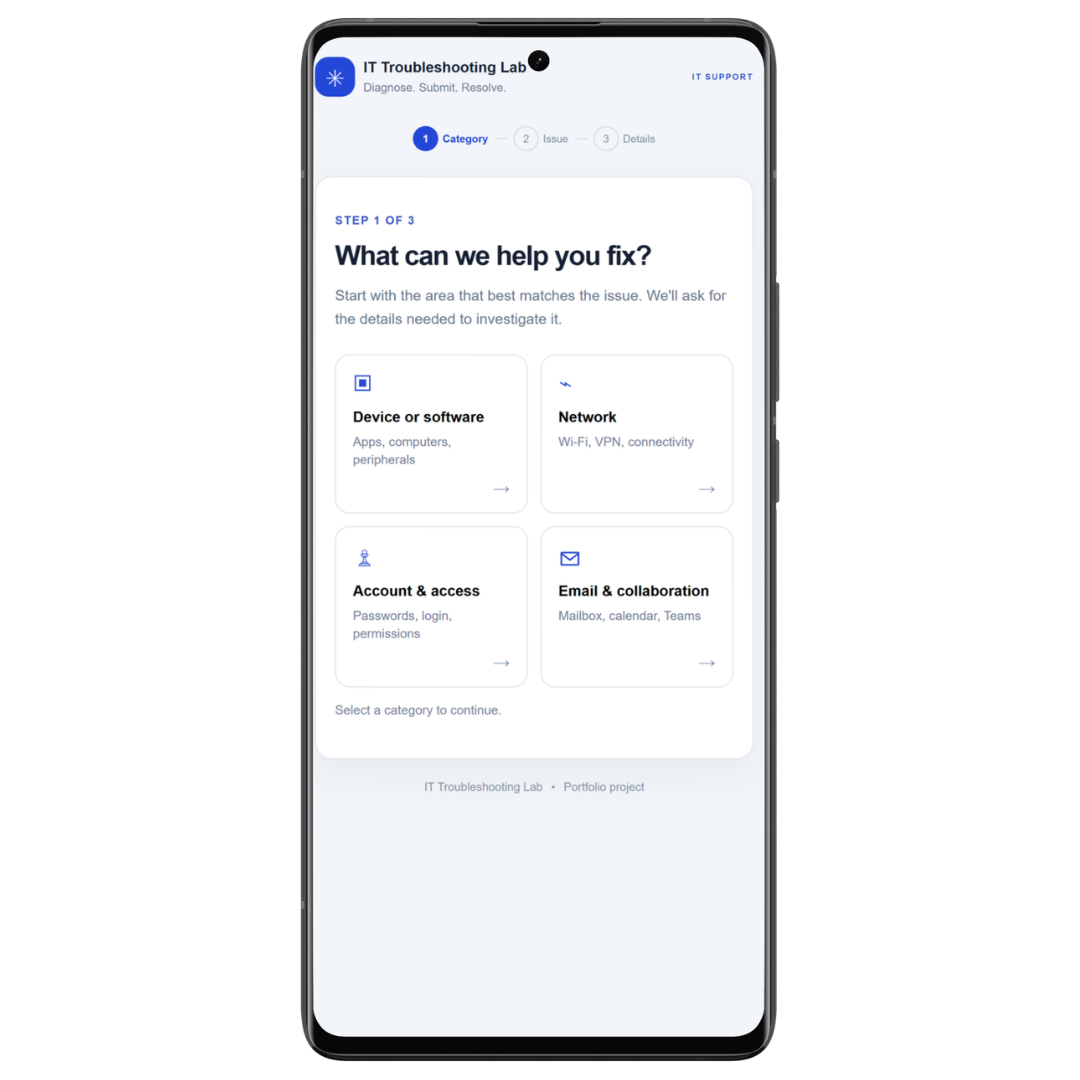 IT Troubleshooting Lab
Diagnose. Submit. Resolve.
IT SUPPORT
1 Category — 2 Issue — 3 Details
STEP 1 OF 3
What can we help you fix?
Start with the area that best matches the issue. We'll ask for
the details needed to investigate it.
Device or software
Apps, computers,
peripherals
→
Network
Wi-Fi, VPN, connectivity
→
Account & access
Passwords, login,
permissions
→
Email & collaboration
Mailbox, calendar, Teams
→
Select a category to continue.
IT Troubleshooting Lab • Portfolio project